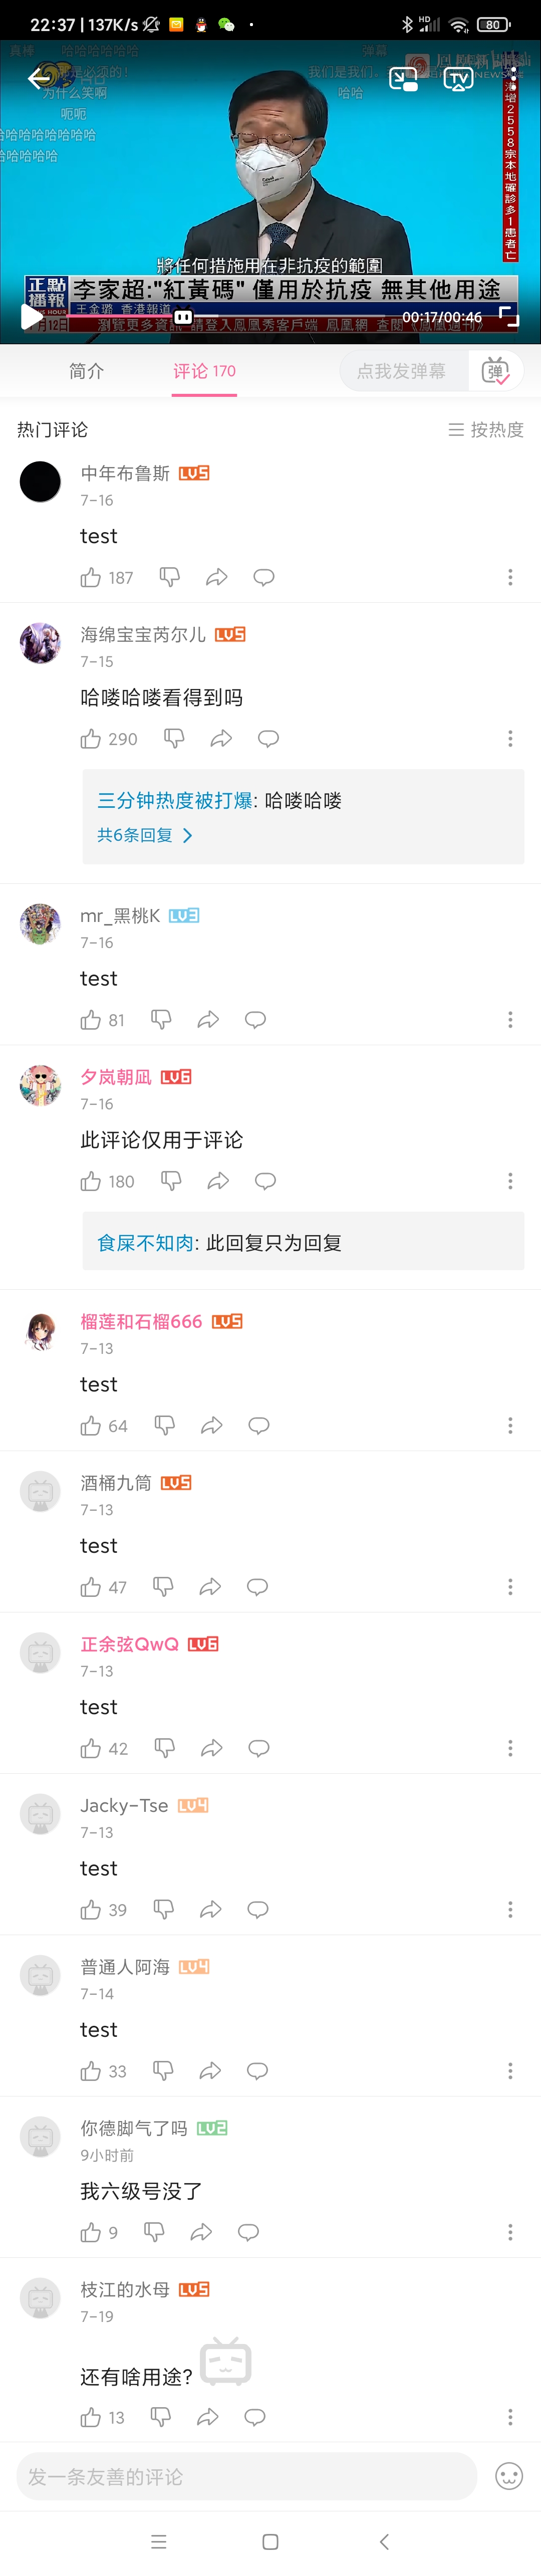 22:37 | 137K/s
HD
80
哈哈哈哈哈哈
弹幕
是必须的!
我们是我们
为什么笑啊
哈哈
呃呃
哈哈哈哈哈哈哈哈
哈哈哈哈哈
增2558宗本地確診多1患者亡
將任何措施用在非抗疫的範圍
正點播報
李家超:"紅黃碼" 僅用於抗疫 無其他用途
王金璐 香港報道
00:17/00:46
HOUR
月12日
瀏覽更多資訊 請登入鳳凰秀客戶端 鳳凰網 查閱《鳳凰週刊》
简介
评论 170
点我发弹幕
弹
热门评论
按热度
中年布鲁斯 LV5
7-16
test
187
海绵宝宝芮尔儿 LV5
7-15
哈喽哈喽看得到吗
290
三分钟热度被打爆: 哈喽哈喽
共6条回复
mr_黑桃K LV3
7-16
test
81
夕岚朝凪 LV6
7-16
此评论仅用于评论
180
食屎不知肉: 此回复只为回复
榴莲和石榴666 LV5
7-13
test
64
酒桶九筒 LV5
7-13
test
47
正余弦QwQ LV6
7-13
test
42
Jacky-Tse LV4
7-13
test
39
普通人阿海 LV4
7-14
test
33
你德脚气了吗 LV2
9小时前
我六级号没了
9
枝江的水母 LV5
7-19
还有啥用途?
13
发一条友善的评论